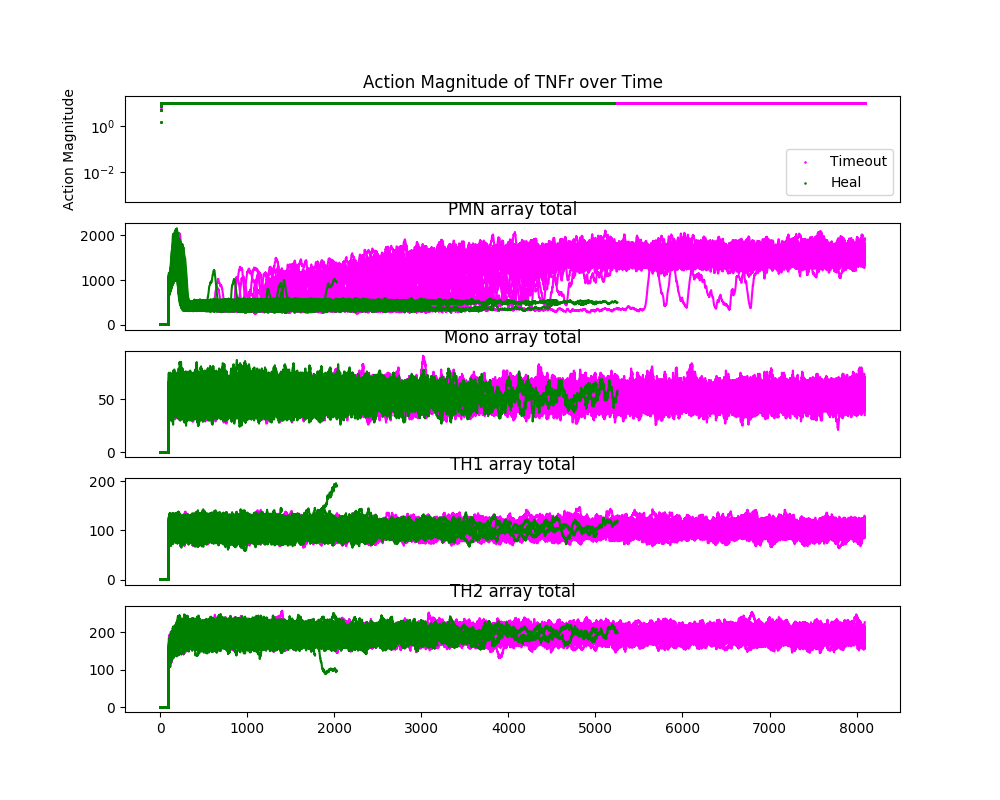 Action Magnitude of TNFr over Time
Action Magnitude
10⁰
10⁻²
Timeout
Heal
PMN array total
2000
1000
0
Mono array total
50
0
TH1 array total
200
100
0
TH2 array total
200
100
0
0 1000 2000 3000 4000 5000 6000 7000 8000